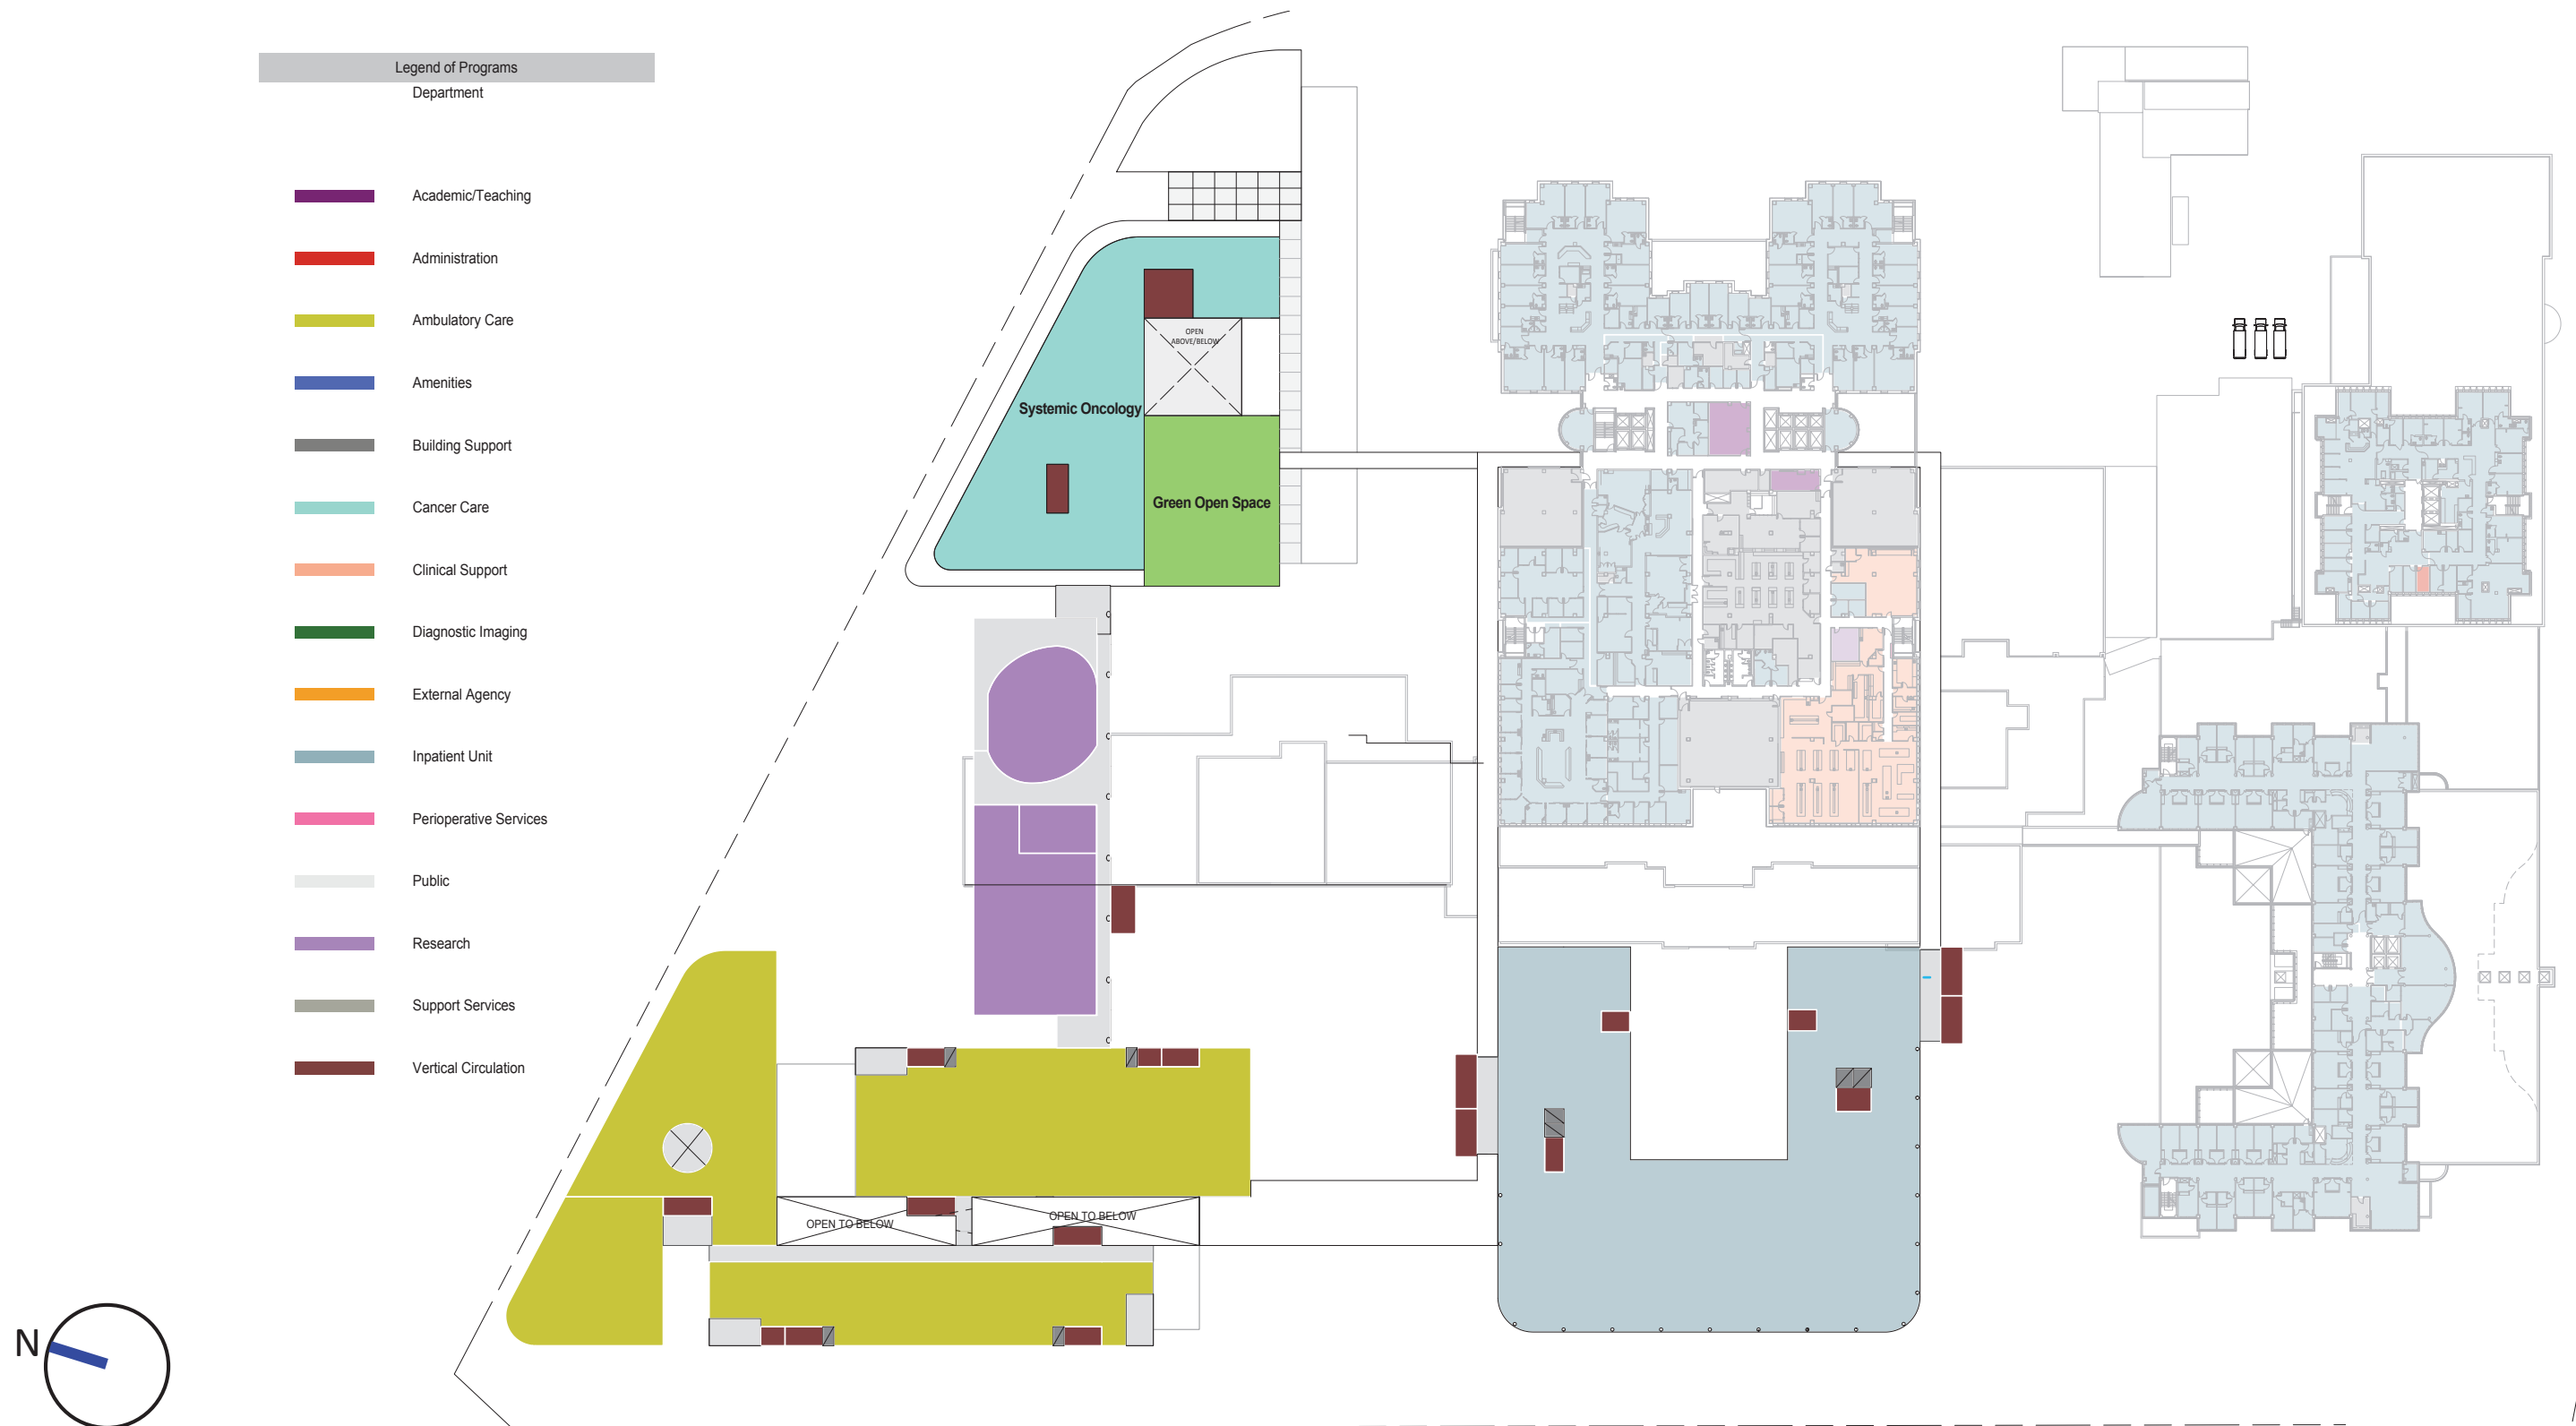 Legend of Programs
Department
Academic/Teaching
Administration
Ambulatory Care
Amenities
Building Support
Cancer Care
Clinical Support
Diagnostic Imaging
External Agency
Inpatient Unit
Perioperative Services
Public
Research
Support Services
Vertical Circulation
OPEN
ABOVE/BELOW
Systemic Oncology
Green Open Space
OPEN TO BELOW
OPEN TO BELOW
N